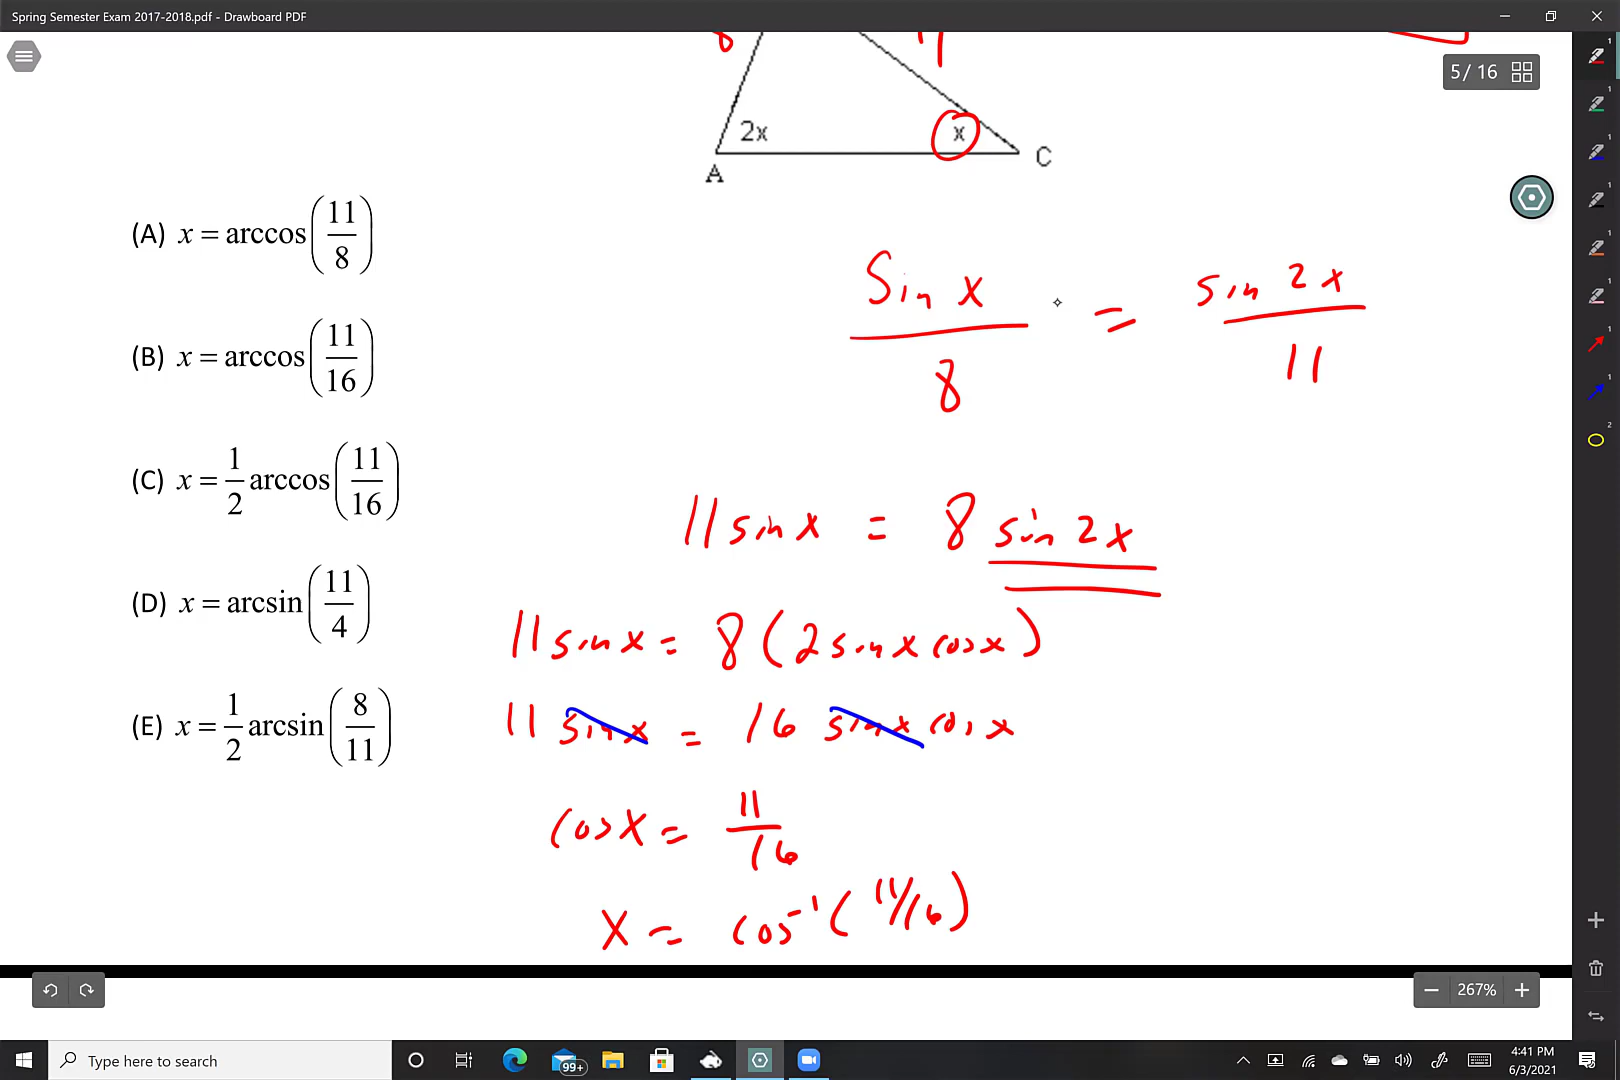 Spring Semester Exam 2017-2018.pdf - Drawboard PDF
5 / 16
8
11
2x
x
A
C
(A) x = arccos(11/8)
sin x / 8 = sin 2x / 11
(B) x = arccos(11/16)
(C) x = 1/2 arccos(11/16)
11 sin x = 8 sin 2x
(D) x = arcsin(11/4)
11 sin x = 8 (2 sin x cos x)
(E) x = 1/2 arcsin(8/11)
11 sin x = 16 sin x cos x
cos x = 11/16
x = cos⁻¹(11/16)
267%
Type here to search
99+
4:41 PM
6/3/2021